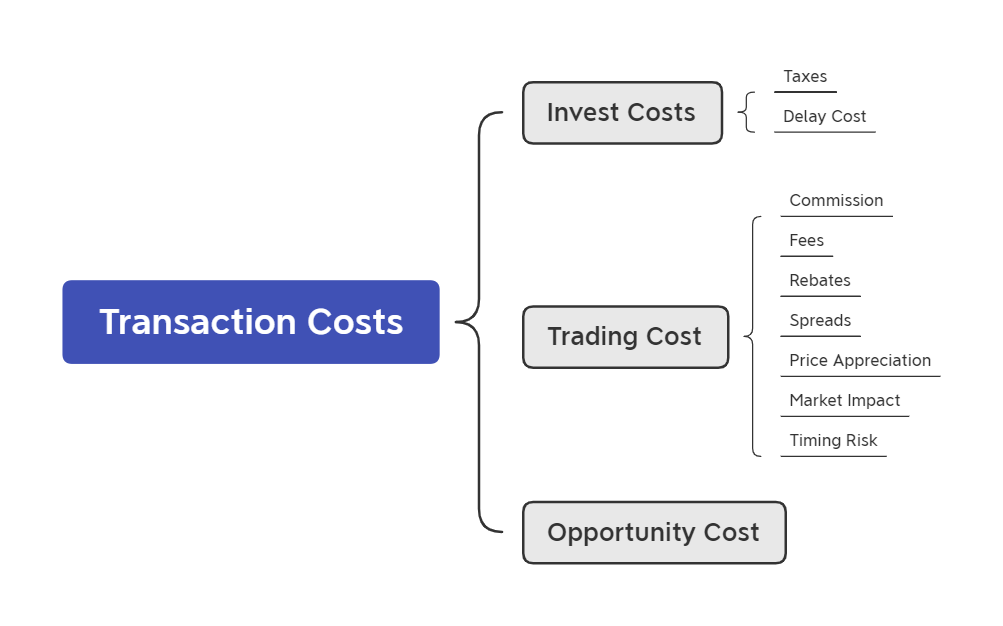 Transaction Costs
Invest Costs
Taxes
Delay Cost
Trading Cost
Commission
Fees
Rebates
Spreads
Price Appreciation
Market Impact
Timing Risk
Opportunity Cost